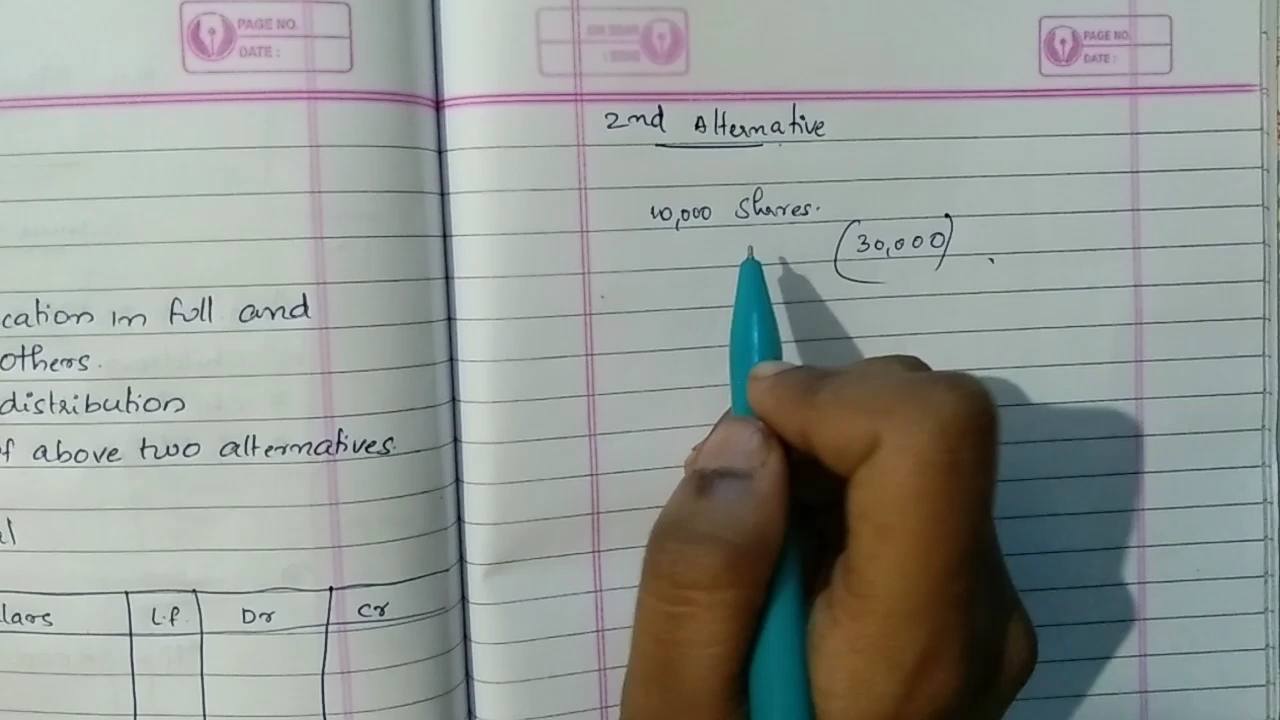 PAGE NO.
DATE :
cation in full and
others.
distribution
f above two alternatives.
al
lars L.f. Dr Cr
PAGE NO.
DATE :
2nd Alternative
10,000 Shares.
(30,000)